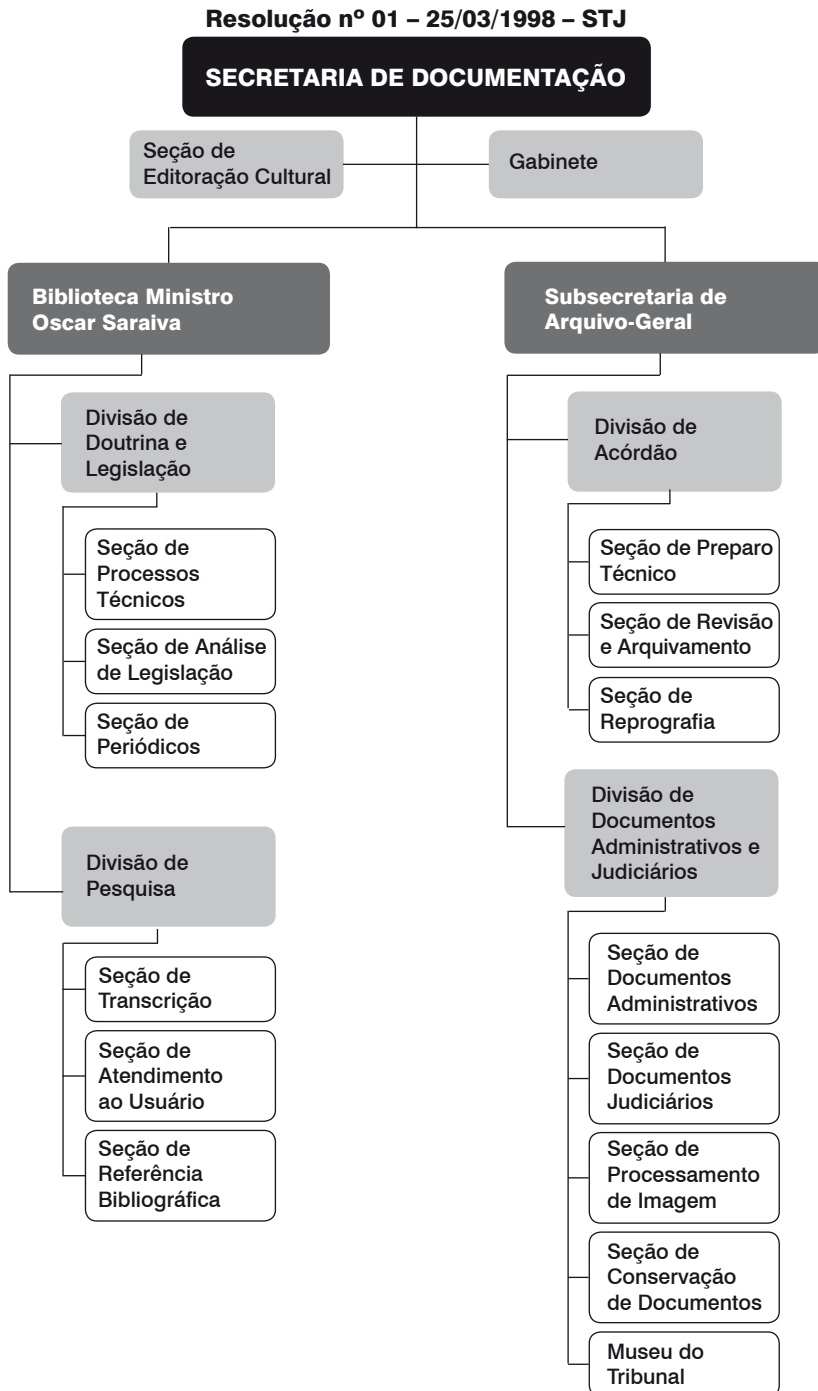 Resolução nº 01 – 25/03/1998 – STJ
SECRETARIA DE DOCUMENTAÇÃO
Seção de
Editoração Cultural
Gabinete
Biblioteca Ministro
Oscar Saraiva
Divisão de
Doutrina e
Legislação
Seção de
Processos
Técnicos
Seção de Análise
de Legislação
Seção de
Periódicos
Divisão de
Pesquisa
Seção de
Transcrição
Seção de
Atendimento
ao Usuário
Seção de
Referência
Bibliográfica
Subsecretaria de
Arquivo-Geral
Divisão de
Acórdão
Seção de Preparo
Técnico
Seção de Revisão
e Arquivamento
Seção de
Reprografia
Divisão de
Documentos
Administrativos e
Judiciários
Seção de
Documentos
Administrativos
Seção de
Documentos
Judiciários
Seção de
Processamento
de Imagem
Seção de
Conservação
de Documentos
Museu do
Tribunal